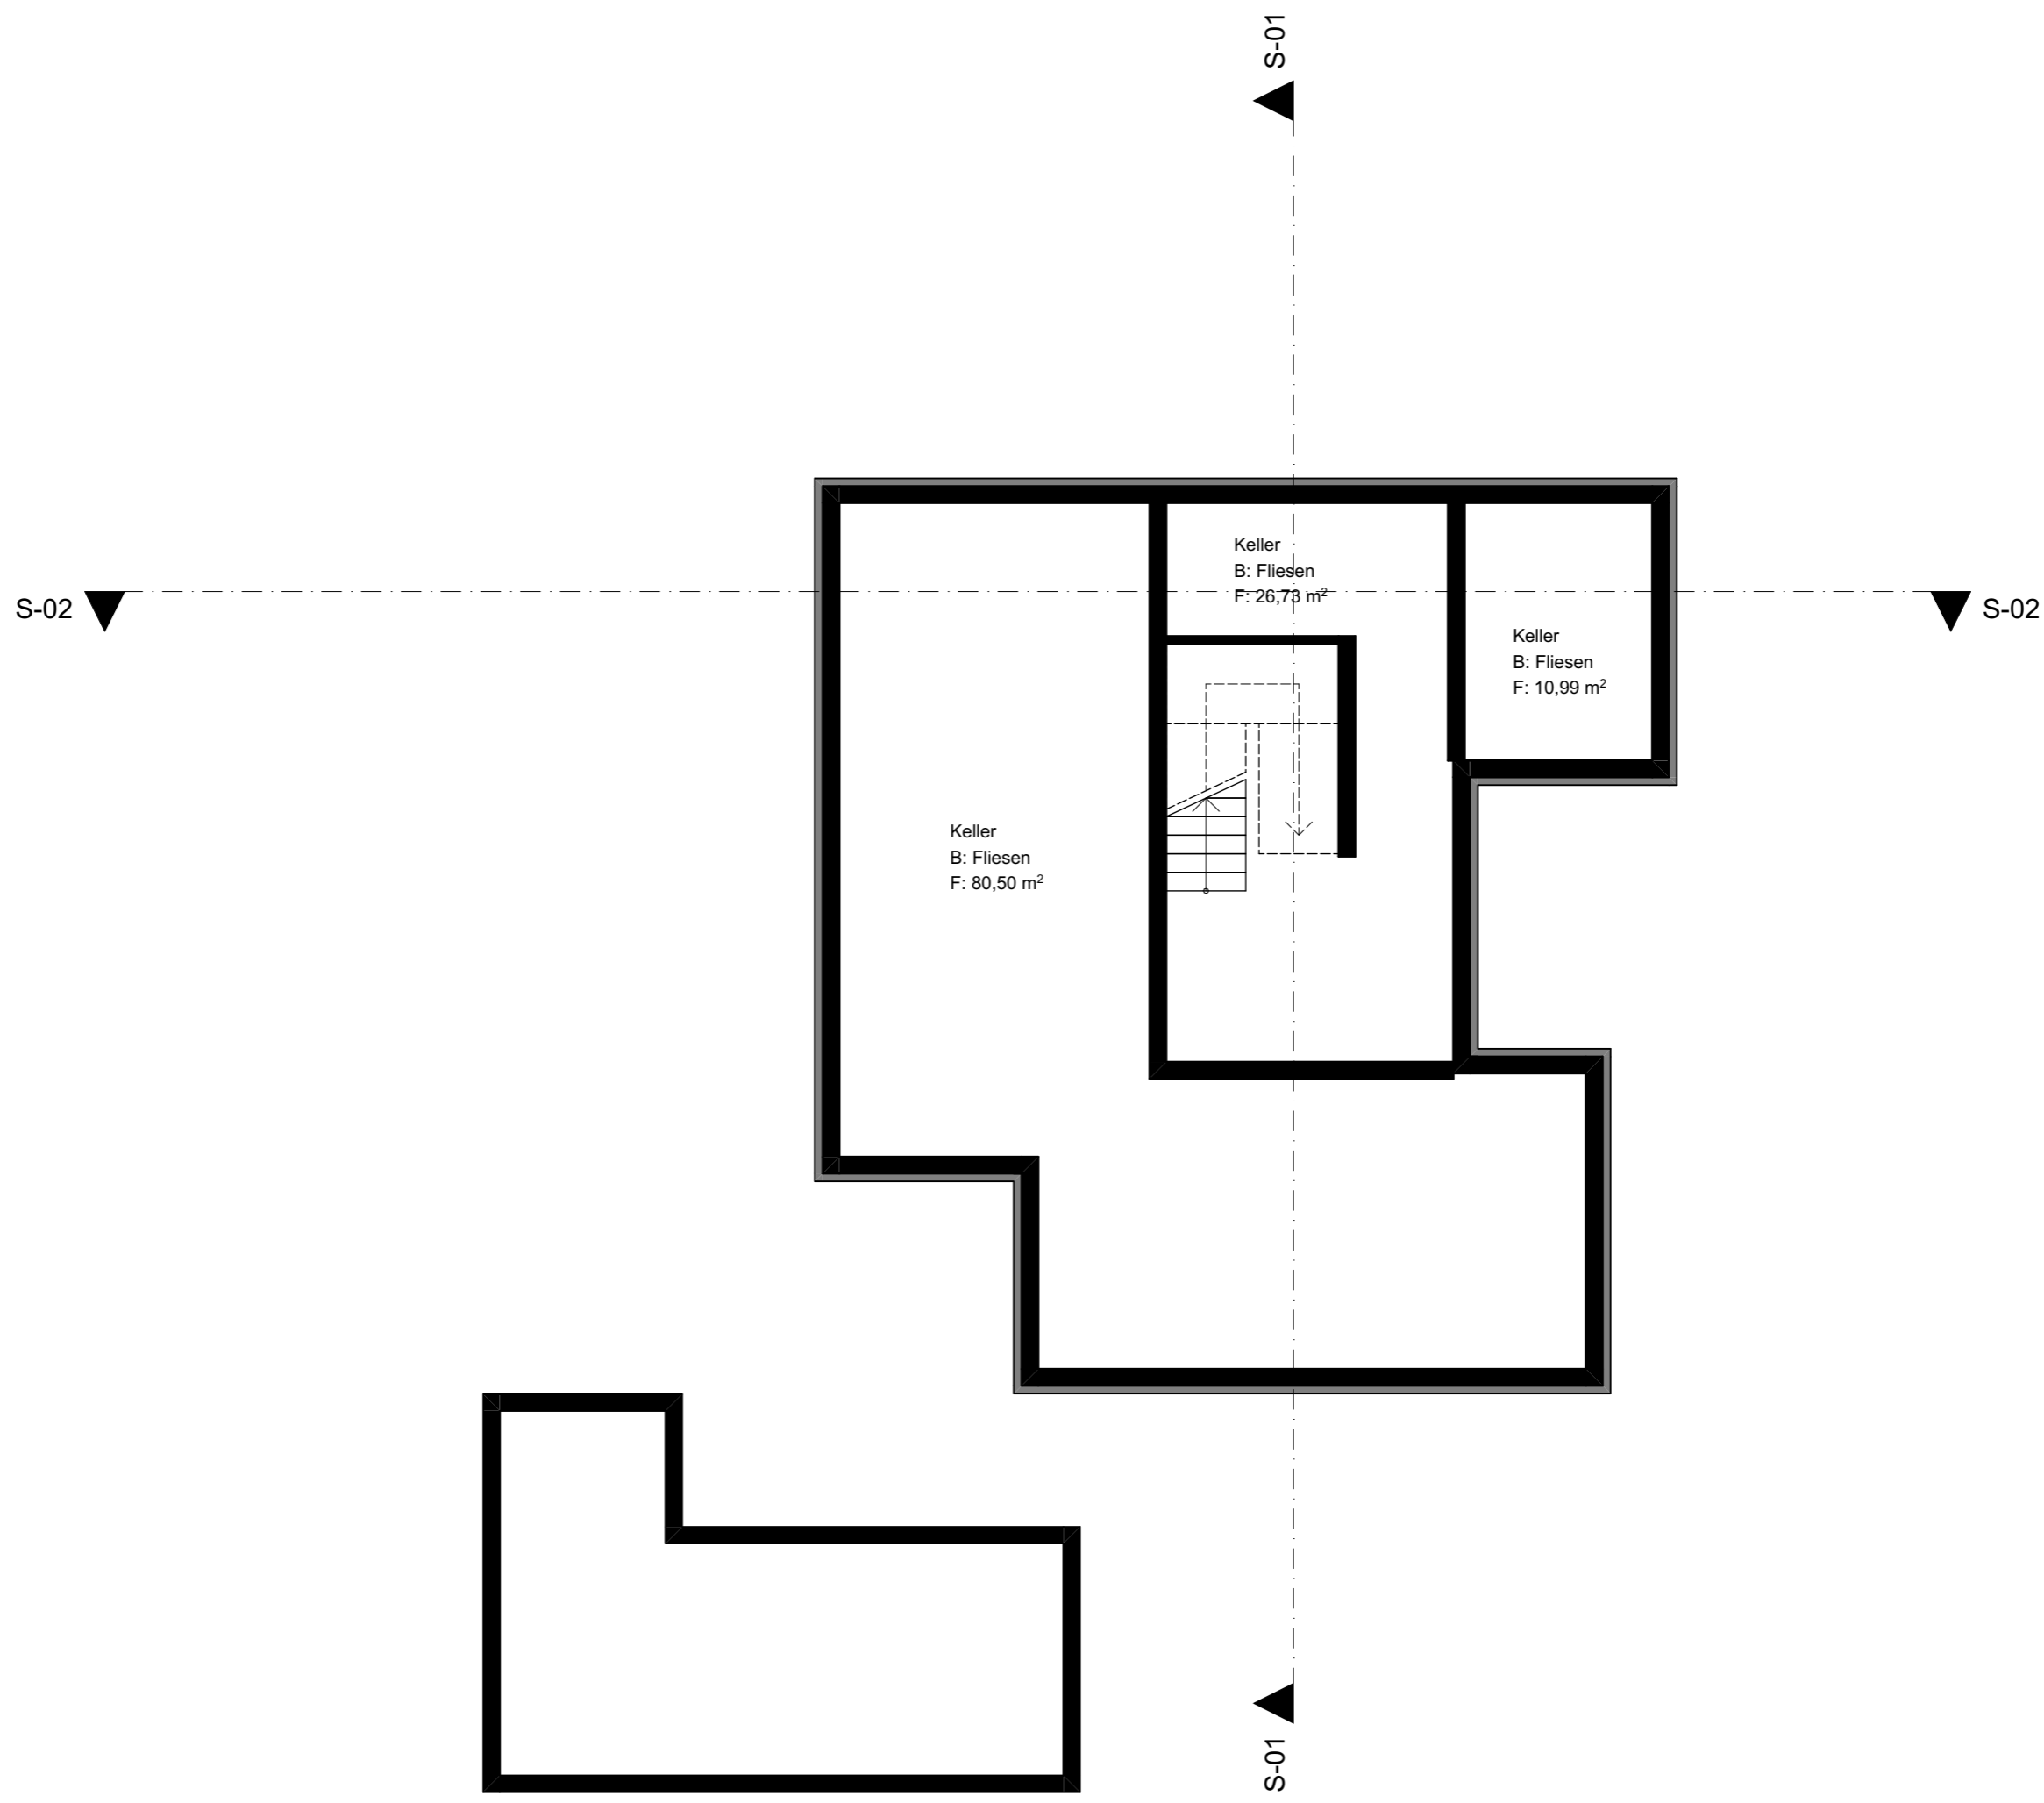 S-01
Keller
B: Fliesen
F: 26,73 m²
S-02
S-02
Keller
B: Fliesen
F: 10,99 m²
Keller
B: Fliesen
F: 80,50 m²
S-01